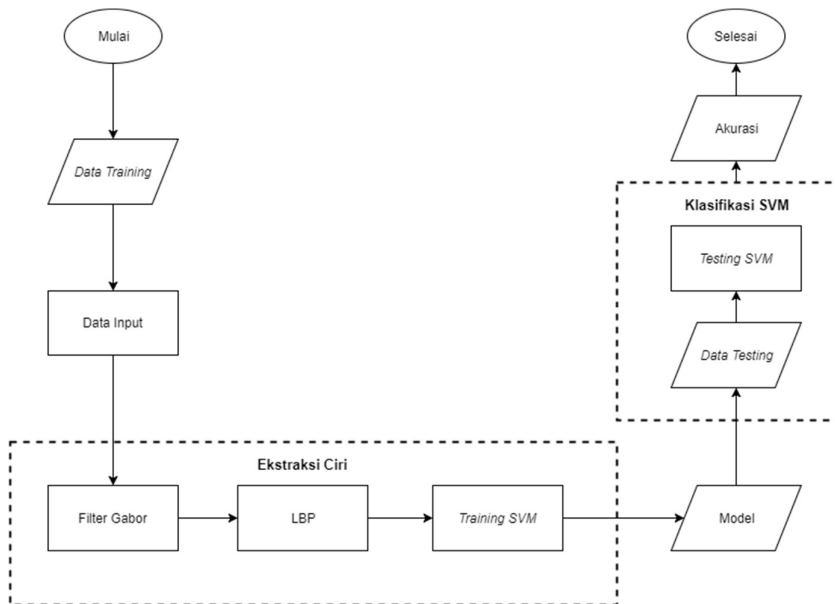 Mulai
Data Training
Data Input
Ekstraksi Ciri
Filter Gabor
LBP
Training SVM
Model
Klasifikasi SVM
Data Testing
Testing SVM
Akurasi
Selesai